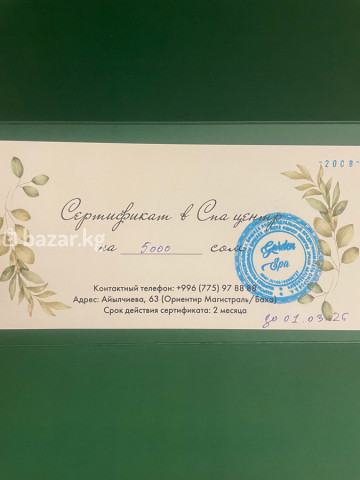 -2008-
Сертификат в Спа центр
на 5000 сом
bazar.kg
Garden
Spa
Контактный телефон: +996 (775) 97 88 88
Адрес: Айылчиева, 63 (Ориентир Магистраль/Баха)
Срок действия сертификата: 2 месяца
до 01.03.26